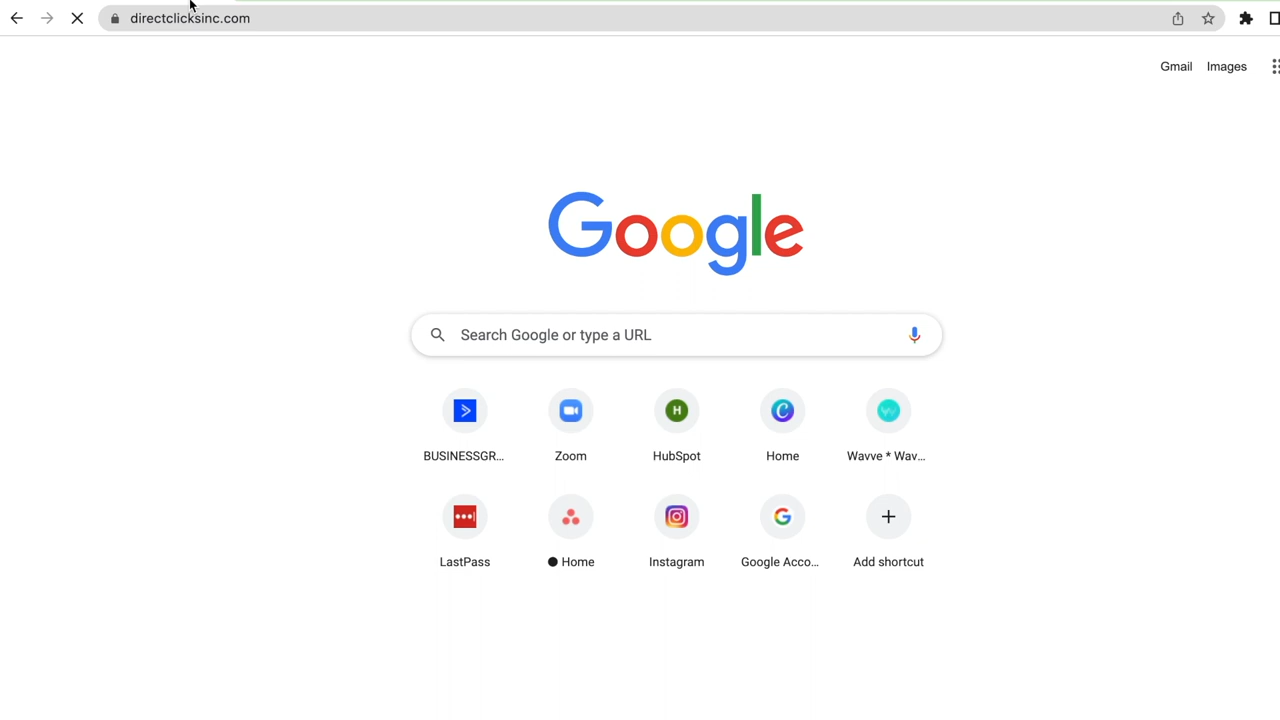 directclicksinc.com
Gmail Images
Google
Search Google or type a URL
H
BUSINESSGR... Zoom HubSpot Home Wavve * Wav...
LastPass Home Instagram Google Acco... Add shortcut